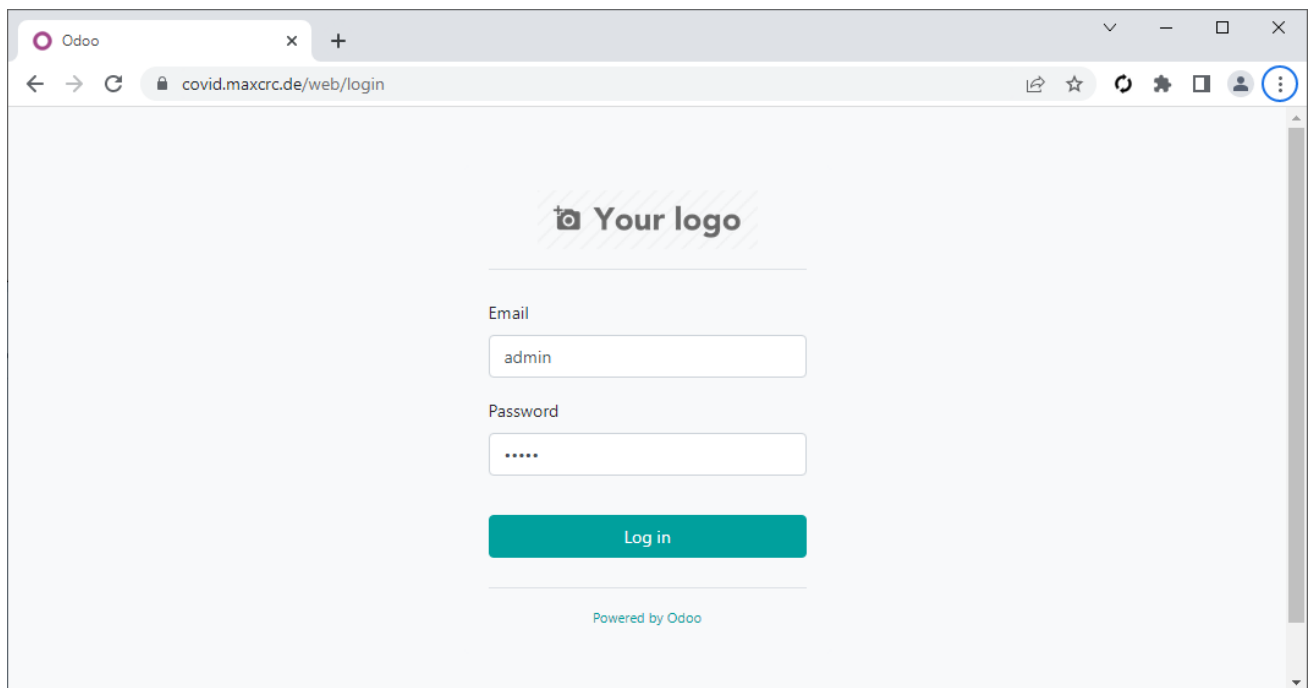 Odoo
covid.maxcrc.de/web/login
Your logo
Email
admin
Password
•••••
Log in
Powered by Odoo